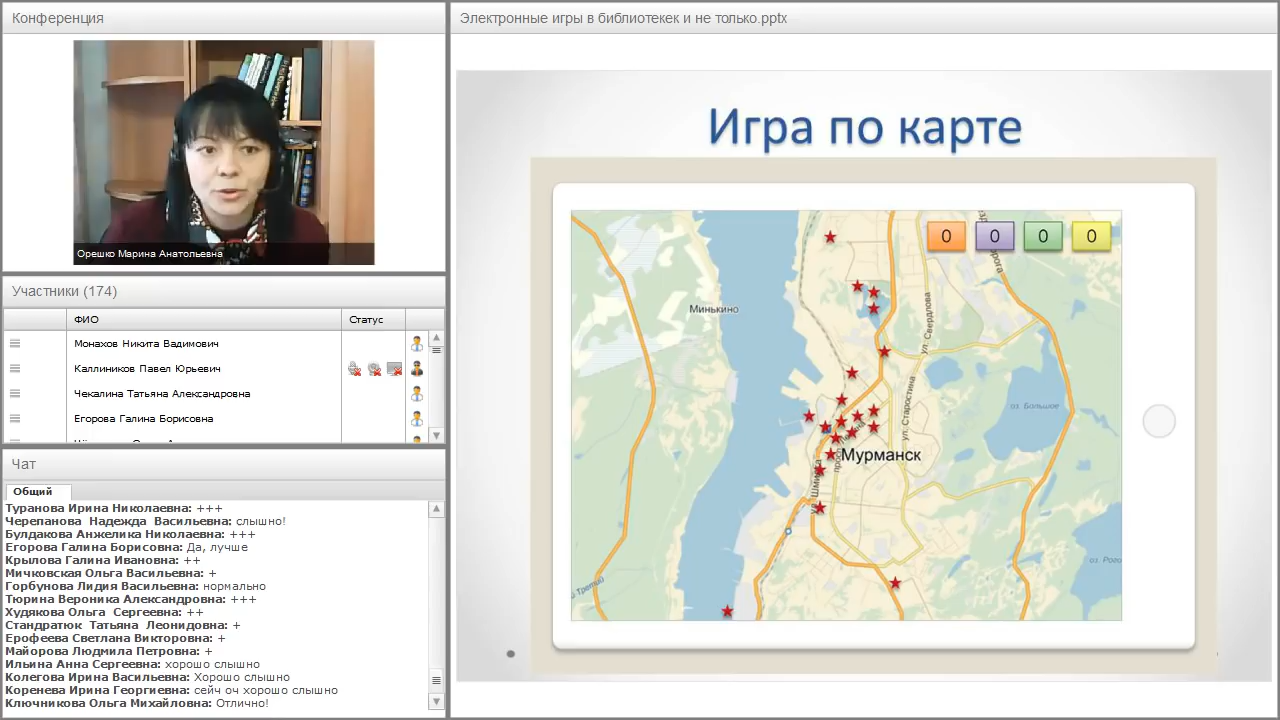 Конференция
Орешко Марина Анатольевна
Участники (174)
ФИО
Статус
Монахов Никита Вадимович
Каллиников Павел Юрьевич
Чекалина Татьяна Александровна
Егорова Галина Борисовна
Чат
Общий
Туранова Ирина Николаевна: +++
Черепанова Надежда Васильевна: слышно!
Булдакова Анжелика Николаевна: +++
Егорова Галина Борисовна: Да, лучше
Крылова Галина Ивановна: ++
Мичковская Ольга Васильевна: +
Горбунова Лидия Васильевна: нормально
Тюрина Вероника Александровна: +++
Худякова Ольга Сергеевна: ++
Стандратюк Татьяна Леонидовна: +
Ерофеева Светлана Викторовна: +
Майорова Людмила Петровна: +
Ильина Анна Сергеевна: хорошо слышно
Колегова Ирина Васильевна: Хорошо слышно
Коренева Ирина Георгиевна: сейч оч хорошо слышно
Ключникова Ольга Михайловна: Отлично!
Электронные игры в библиотекек и не только.pptx
Игра по карте
0 0 0 0
Минькино
ул. Свердлова
ул. Старостина
оз. Большое
Мурманск